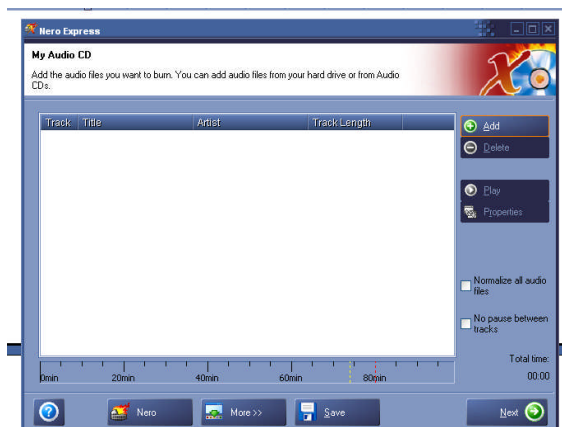 Nero Express
My Audio CD
Add the audio files you want to burn. You can add audio files from your hard drive or from Audio
CDs.
Track Title Artist Track Length
Add
Delete
Play
Properties
Normalize all audio
files
No pause between
tracks
Total time:
0min 20min 40min 60min 80min 00:00
? Nero More >> Save Next